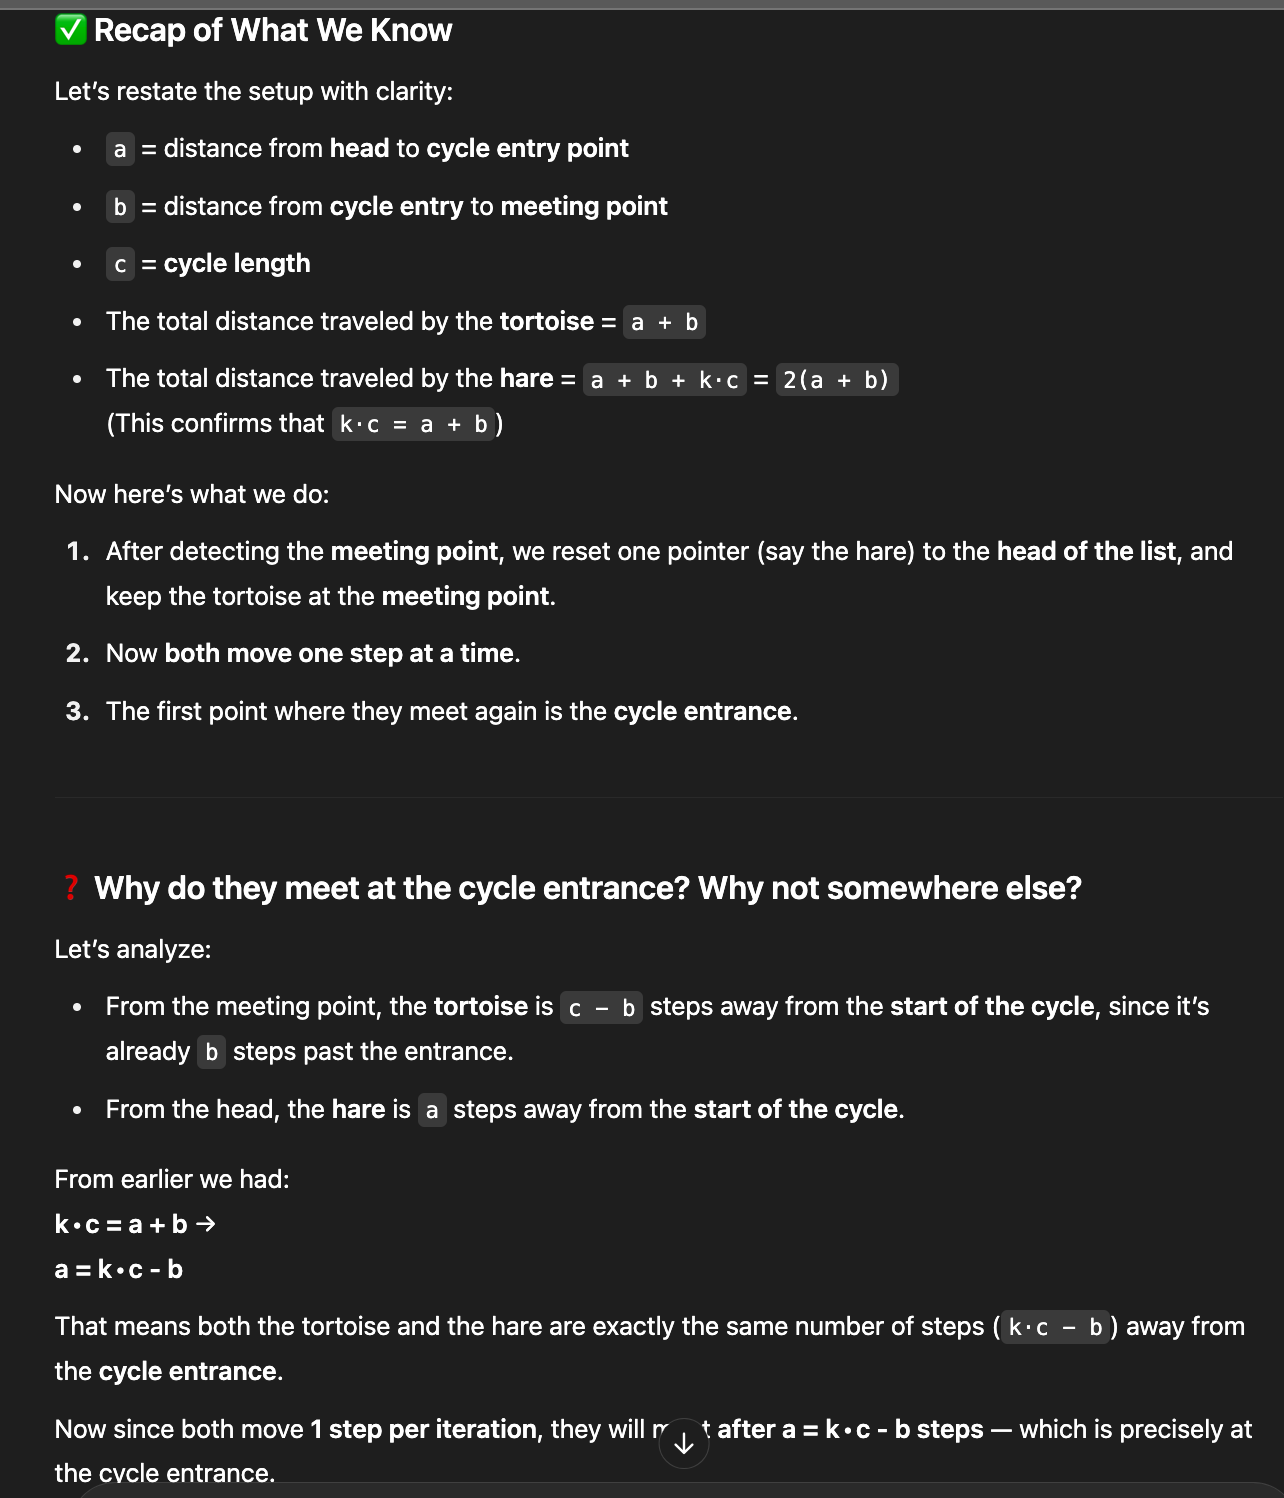 ✅ Recap of What We Know
Let’s restate the setup with clarity:
• a = distance from head to cycle entry point
• b = distance from cycle entry to meeting point
• c = cycle length
• The total distance traveled by the tortoise = a + b
• The total distance traveled by the hare = a + b + k·c = 2(a + b)
(This confirms that k·c = a + b)
Now here’s what we do:
1. After detecting the meeting point, we reset one pointer (say the hare) to the head of the list, and
keep the tortoise at the meeting point.
2. Now both move one step at a time.
3. The first point where they meet again is the cycle entrance.
❓ Why do they meet at the cycle entrance? Why not somewhere else?
Let’s analyze:
• From the meeting point, the tortoise is c − b steps away from the start of the cycle, since it’s
already b steps past the entrance.
• From the head, the hare is a steps away from the start of the cycle.
From earlier we had:
k·c = a + b →
a = k·c - b
That means both the tortoise and the hare are exactly the same number of steps (k·c − b) away from
the cycle entrance.
Now since both move 1 step per iteration, they will after a = k·c - b steps — which is precisely at
the cycle entrance.